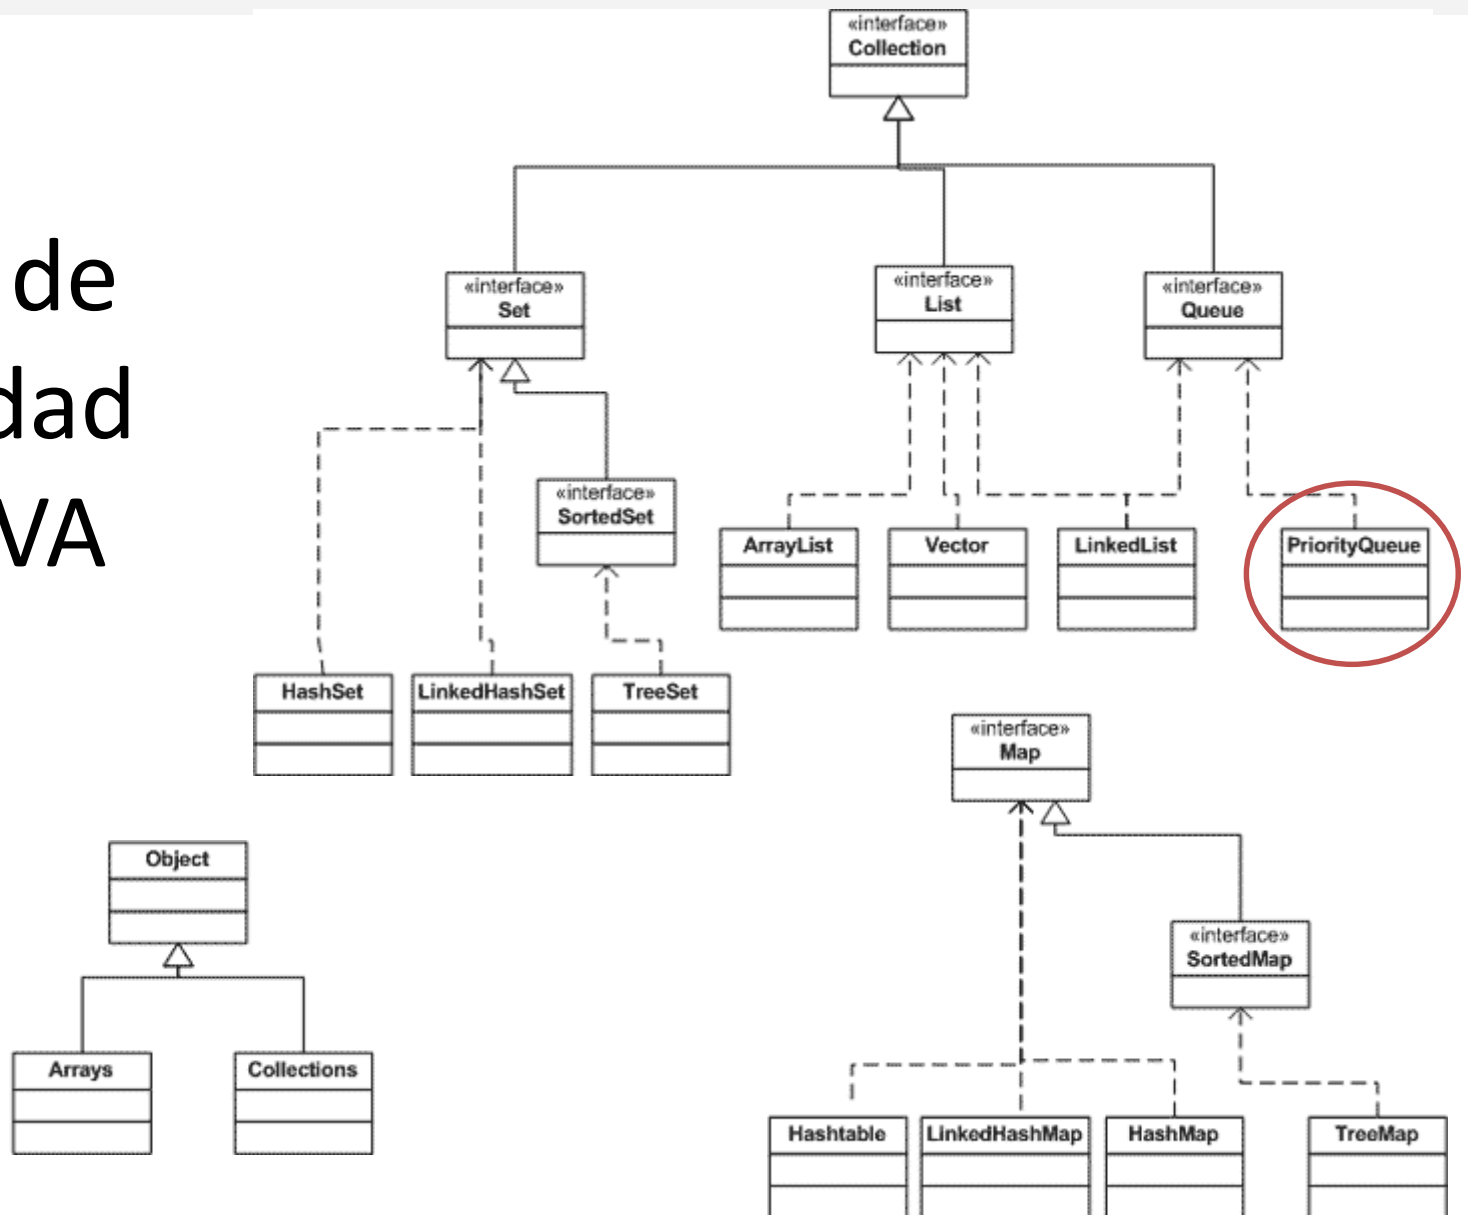 «interface»
Collection
de
dad
VA
«interface»
Set
«interface»
List
«interface»
Queue
«interface»
SortedSet
ArrayList
Vector
LinkedList
PriorityQueue
HashSet
LinkedHashSet
TreeSet
«interface»
Map
Object
«interface»
SortedMap
Arrays
Collections
Hashtable
LinkedHashMap
HashMap
TreeMap